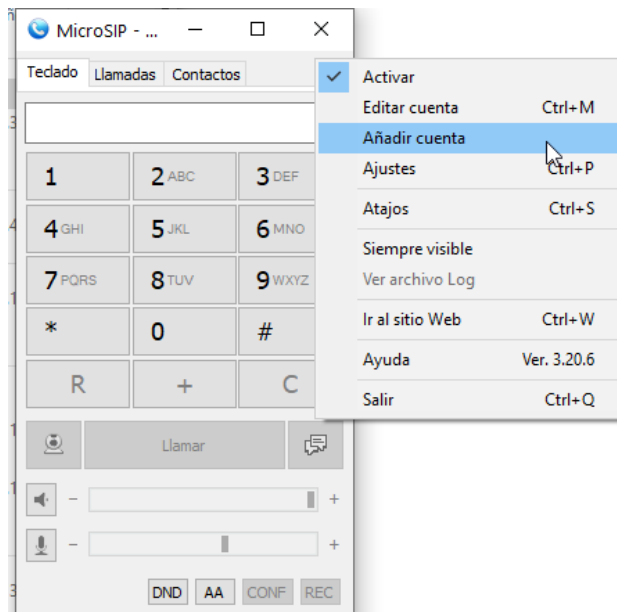 MicroSIP - ...
Teclado Llamadas Contactos
Activar
Editar cuenta Ctrl+M
Añadir cuenta
Ajustes Ctrl+P
Atajos Ctrl+S
Siempre visible
Ver archivo Log
Ir al sitio Web Ctrl+W
Ayuda Ver. 3.20.6
Salir Ctrl+Q
1 2 ABC 3 DEF
4 GHI 5 JKL 6 MNO
7 PQRS 8 TUV 9 WXYZ
* 0 #
R + C
Llamar
- +
- +
DND AA CONF REC